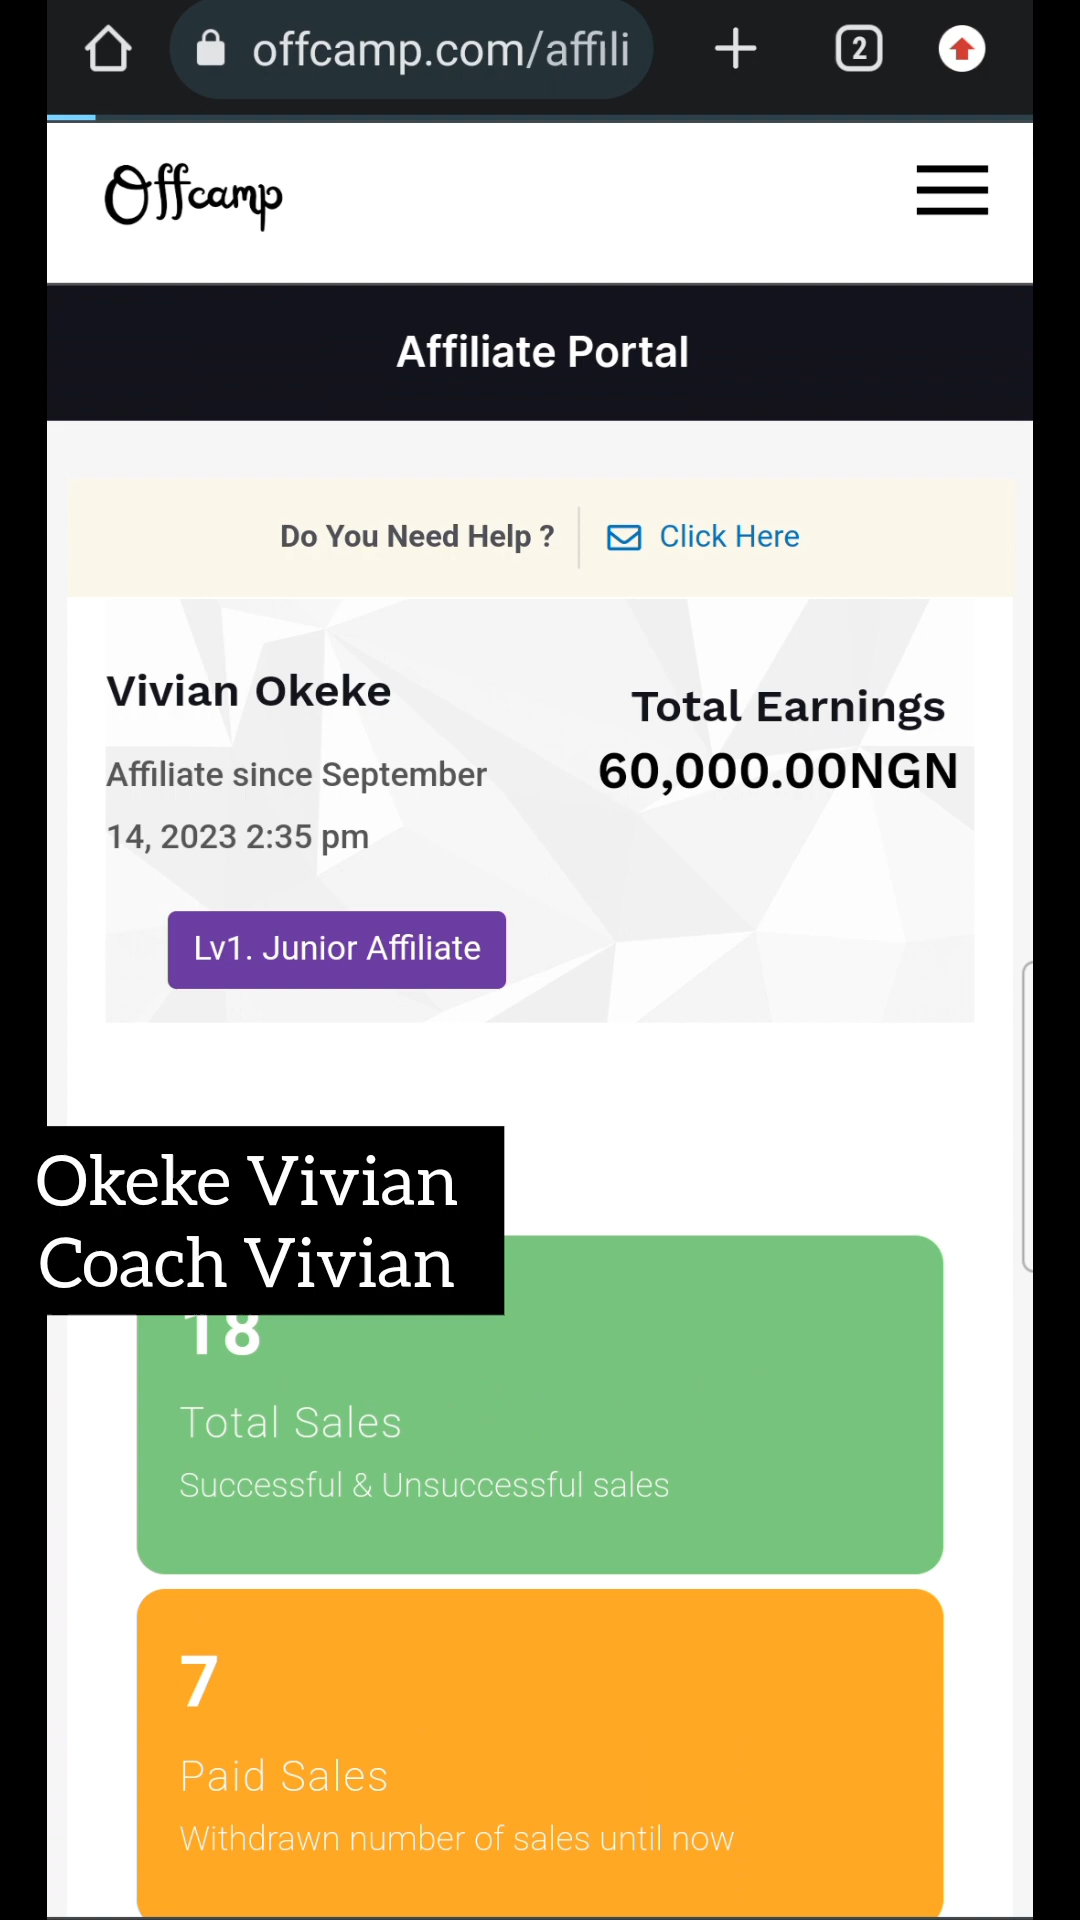 offcamp.com/affili
2
Offcamp
Affiliate Portal
Do You Need Help ?
Click Here
Vivian Okeke
Affiliate since September
14, 2023 2:35 pm
Lv1. Junior Affiliate
Total Earnings
60,000.00NGN
Okeke Vivian
Coach Vivian
18
Total Sales
Successful & Unsuccessful sales
7
Paid Sales
Withdrawn number of sales until now